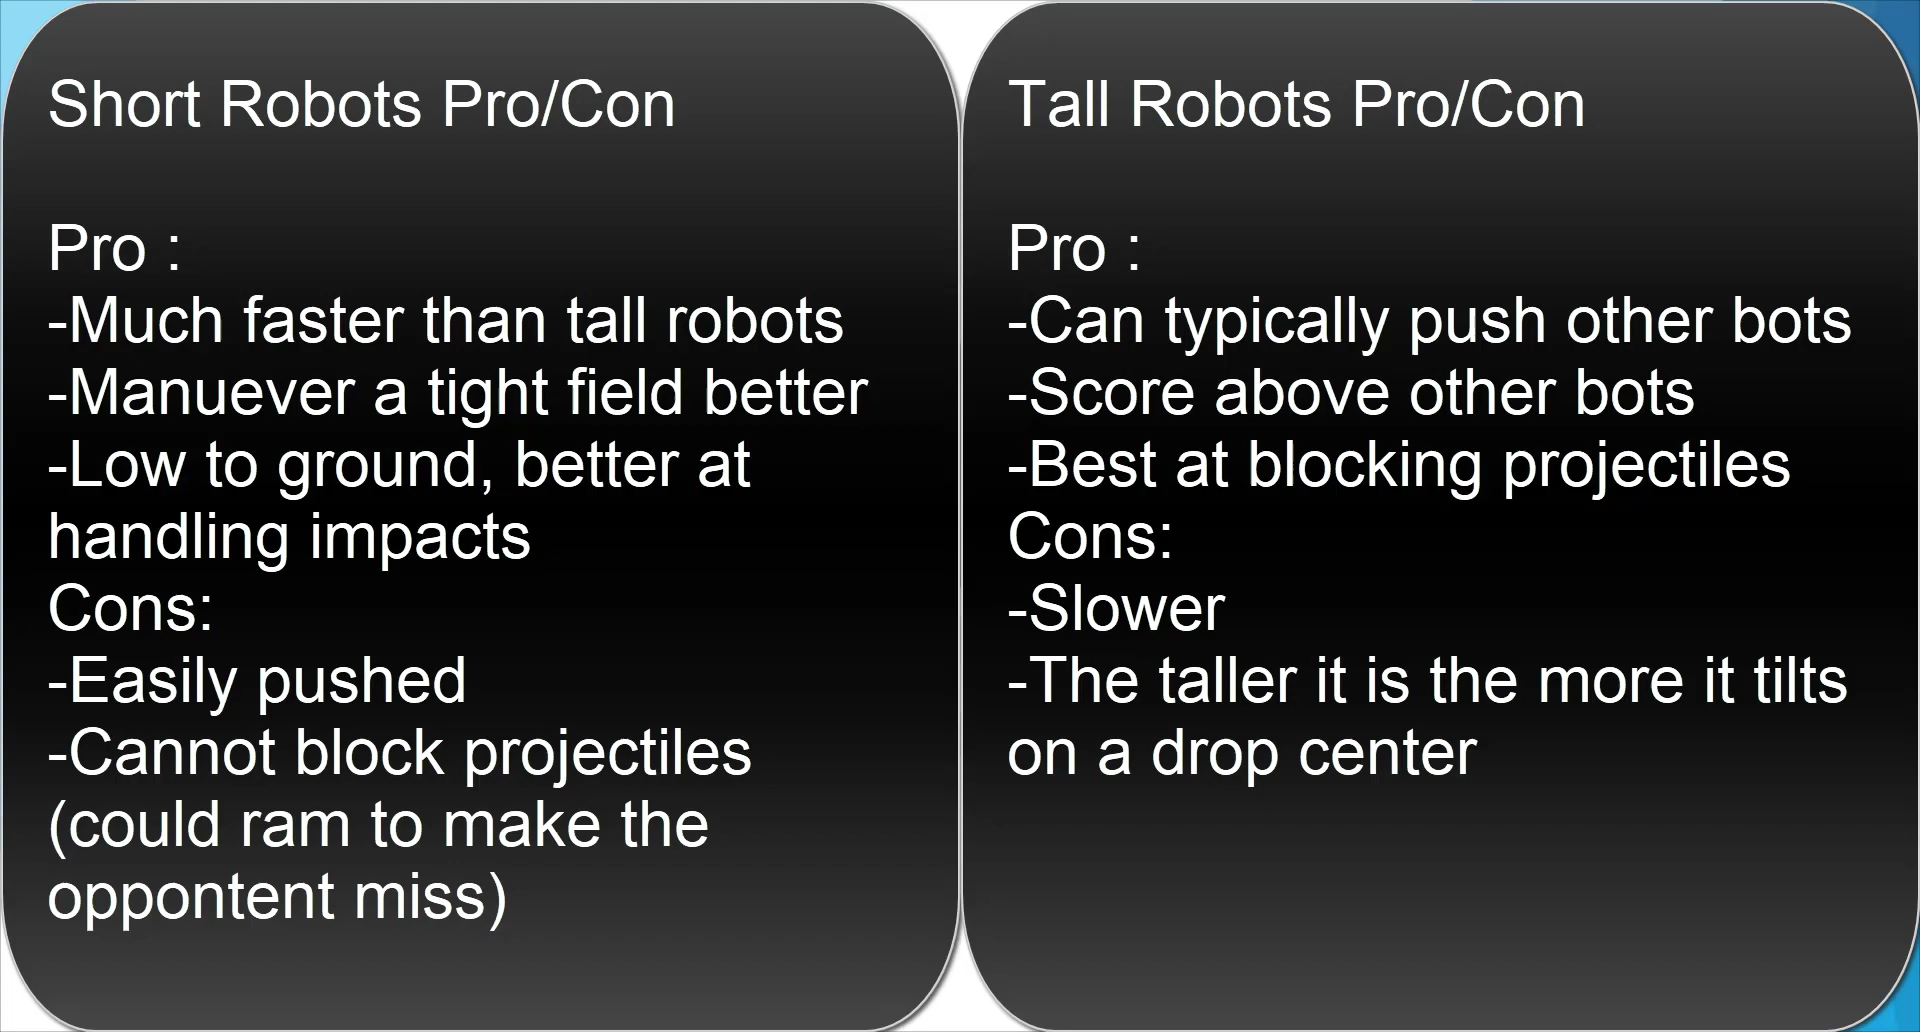 Short Robots Pro/Con
Pro :
-Much faster than tall robots
-Manuever a tight field better
-Low to ground, better at
handling impacts
Cons:
-Easily pushed
-Cannot block projectiles
(could ram to make the
oppontent miss)
Tall Robots Pro/Con
Pro :
-Can typically push other bots
-Score above other bots
-Best at blocking projectiles
Cons:
-Slower
-The taller it is the more it tilts
on a drop center